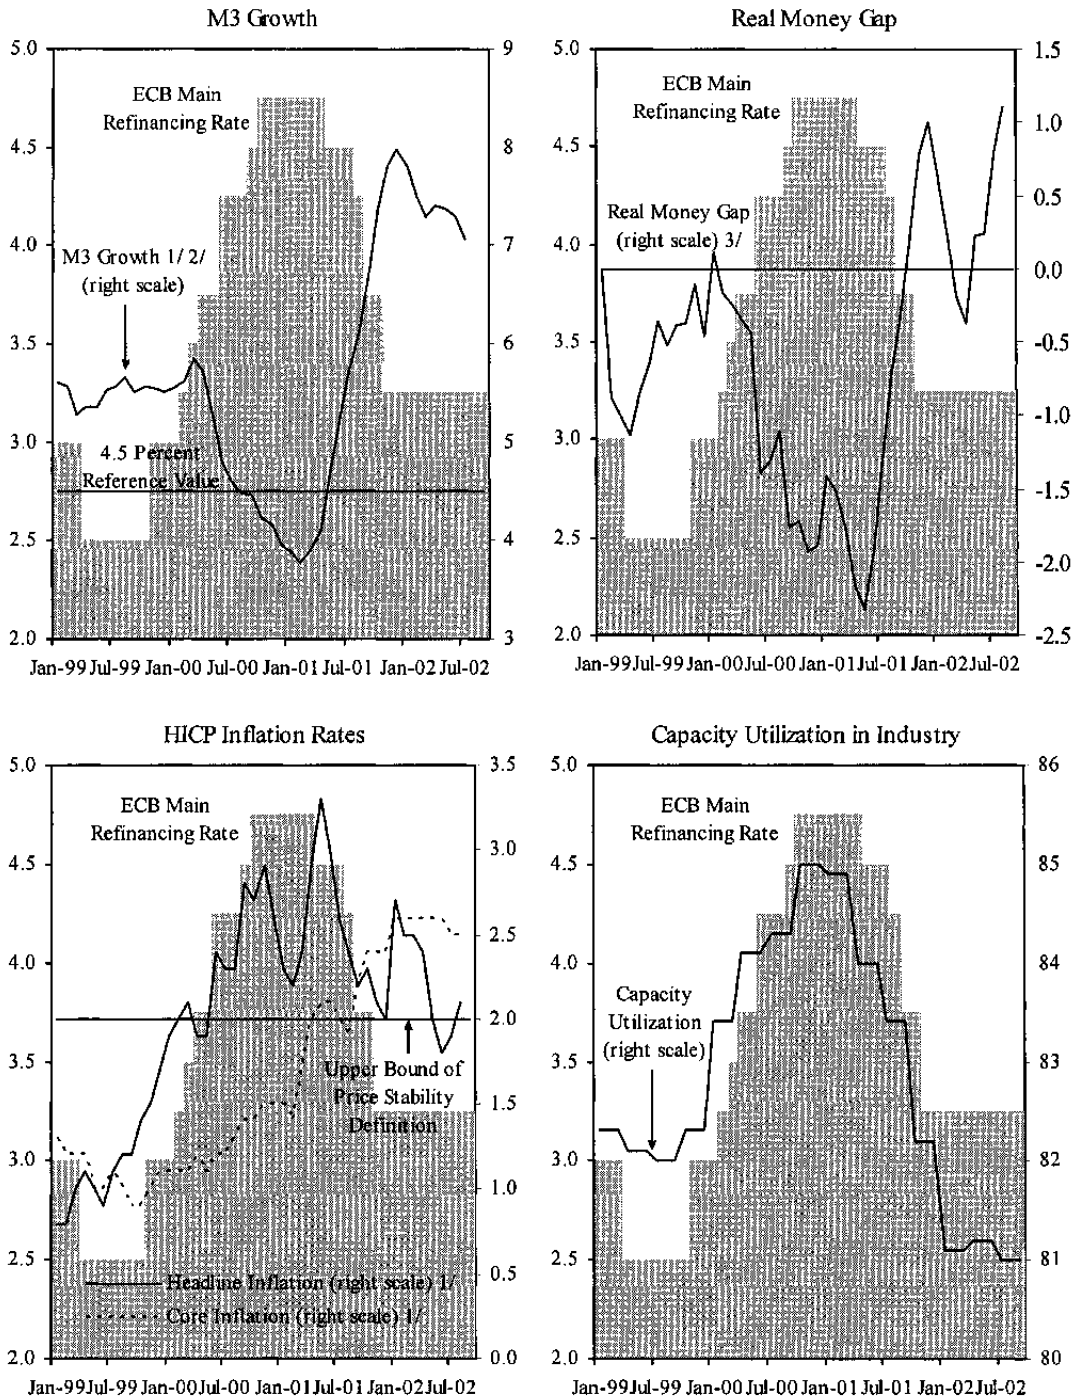 M3 Growth
5.0
4.5
4.0
3.5
3.0
2.5
2.0
9
8
7
6
5
4
3
ECB Main
Refinancing Rate
M3 Growth 1/ 2/
(right scale)
4.5 Percent
Reference Value
Jan-99 Jul-99 Jan-00 Jul-00 Jan-01 Jul-01 Jan-02 Jul-02
Real Money Gap
5.0
4.5
4.0
3.5
3.0
2.5
2.0
1.5
1.0
0.5
0.0
-0.5
-1.0
-1.5
-2.0
-2.5
ECB Main
Refinancing Rate
Real Money Gap
(right scale) 3/
Jan-99 Jul-99 Jan-00 Jul-00 Jan-01 Jul-01 Jan-02 Jul-02
HICP Inflation Rates
5.0
4.5
4.0
3.5
3.0
2.5
2.0
3.5
3.0
2.5
2.0
1.5
1.0
0.5
0.0
ECB Main
Refinancing Rate
Upper Bound of
Price Stability
Definition
Headline Inflation (right scale) 1/
Core Inflation (right scale) 1/
Jan-99 Jul-99 Jan-00 Jul-00 Jan-01 Jul-01 Jan-02 Jul-02
Capacity Utilization in Industry
5.0
4.5
4.0
3.5
3.0
2.5
2.0
86
85
84
83
82
81
80
ECB Main
Refinancing Rate
Capacity
Utilization
(right scale)
Jan-99 Jul-99 Jan-00 Jul-00 Jan-01 Jul-01 Jan-02 Jul-02